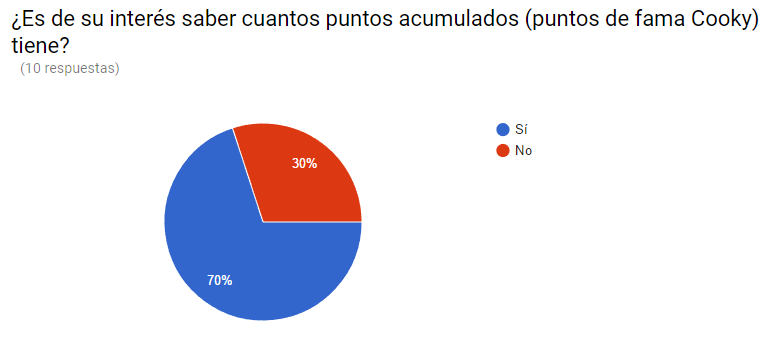 ¿Es de su interés saber cuantos puntos acumulados (puntos de fama Cooky)
tiene?
(10 respuestas)
Sí
No
30%
70%